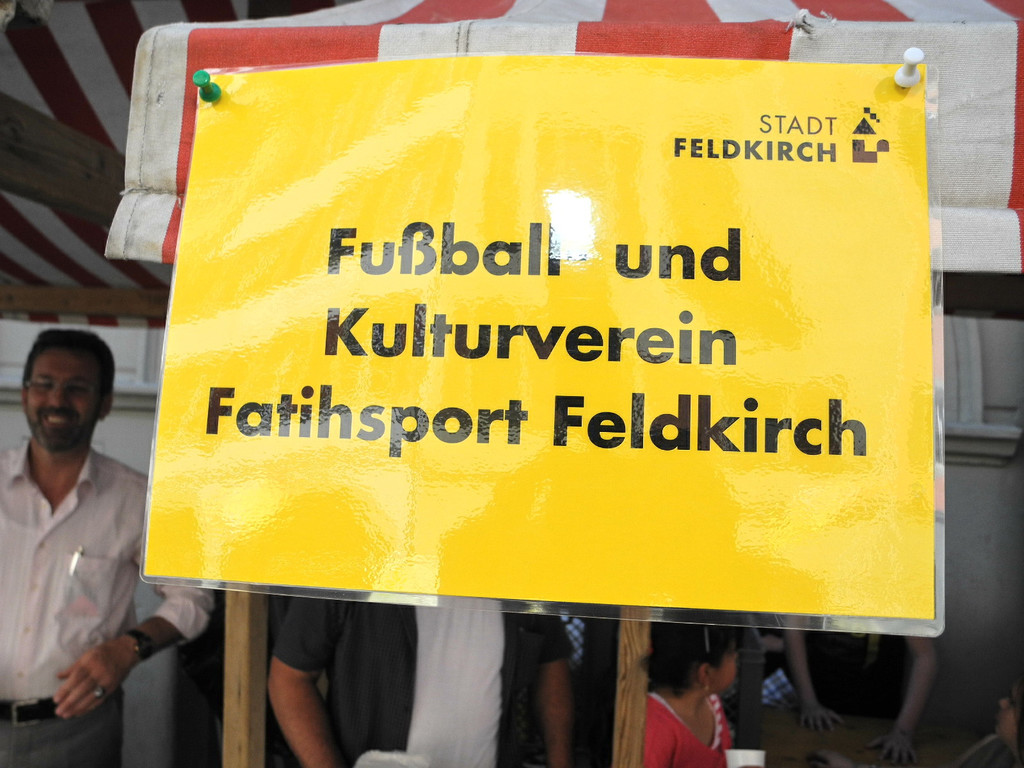 STADT
FELDKIRCH
Fußball und
Kulturverein
Fatihsport Feldkirch